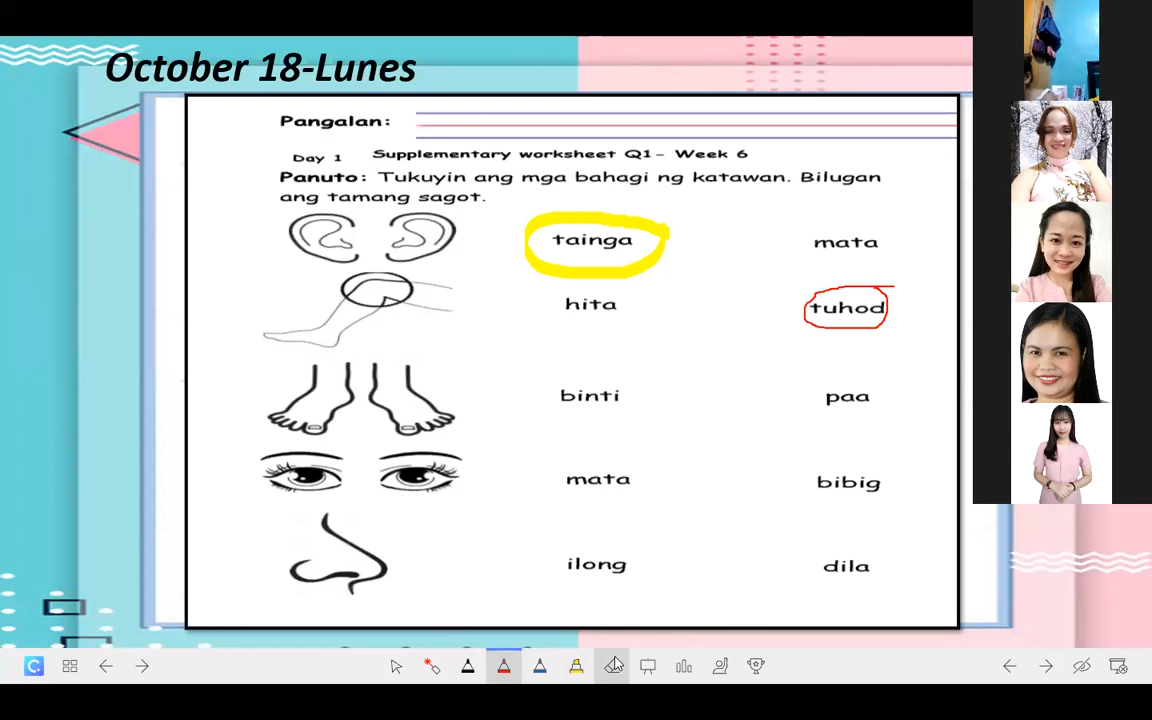 October 18-Lunes
Pangalan:
Day 1 Supplementary worksheet Q1- Week 6
Panuto: Tukuyin ang mga bahagi ng katawan. Bilugan
ang tamang sagot.
tainga mata
hita tuhod
binti paa
mata bibig
ilong dila